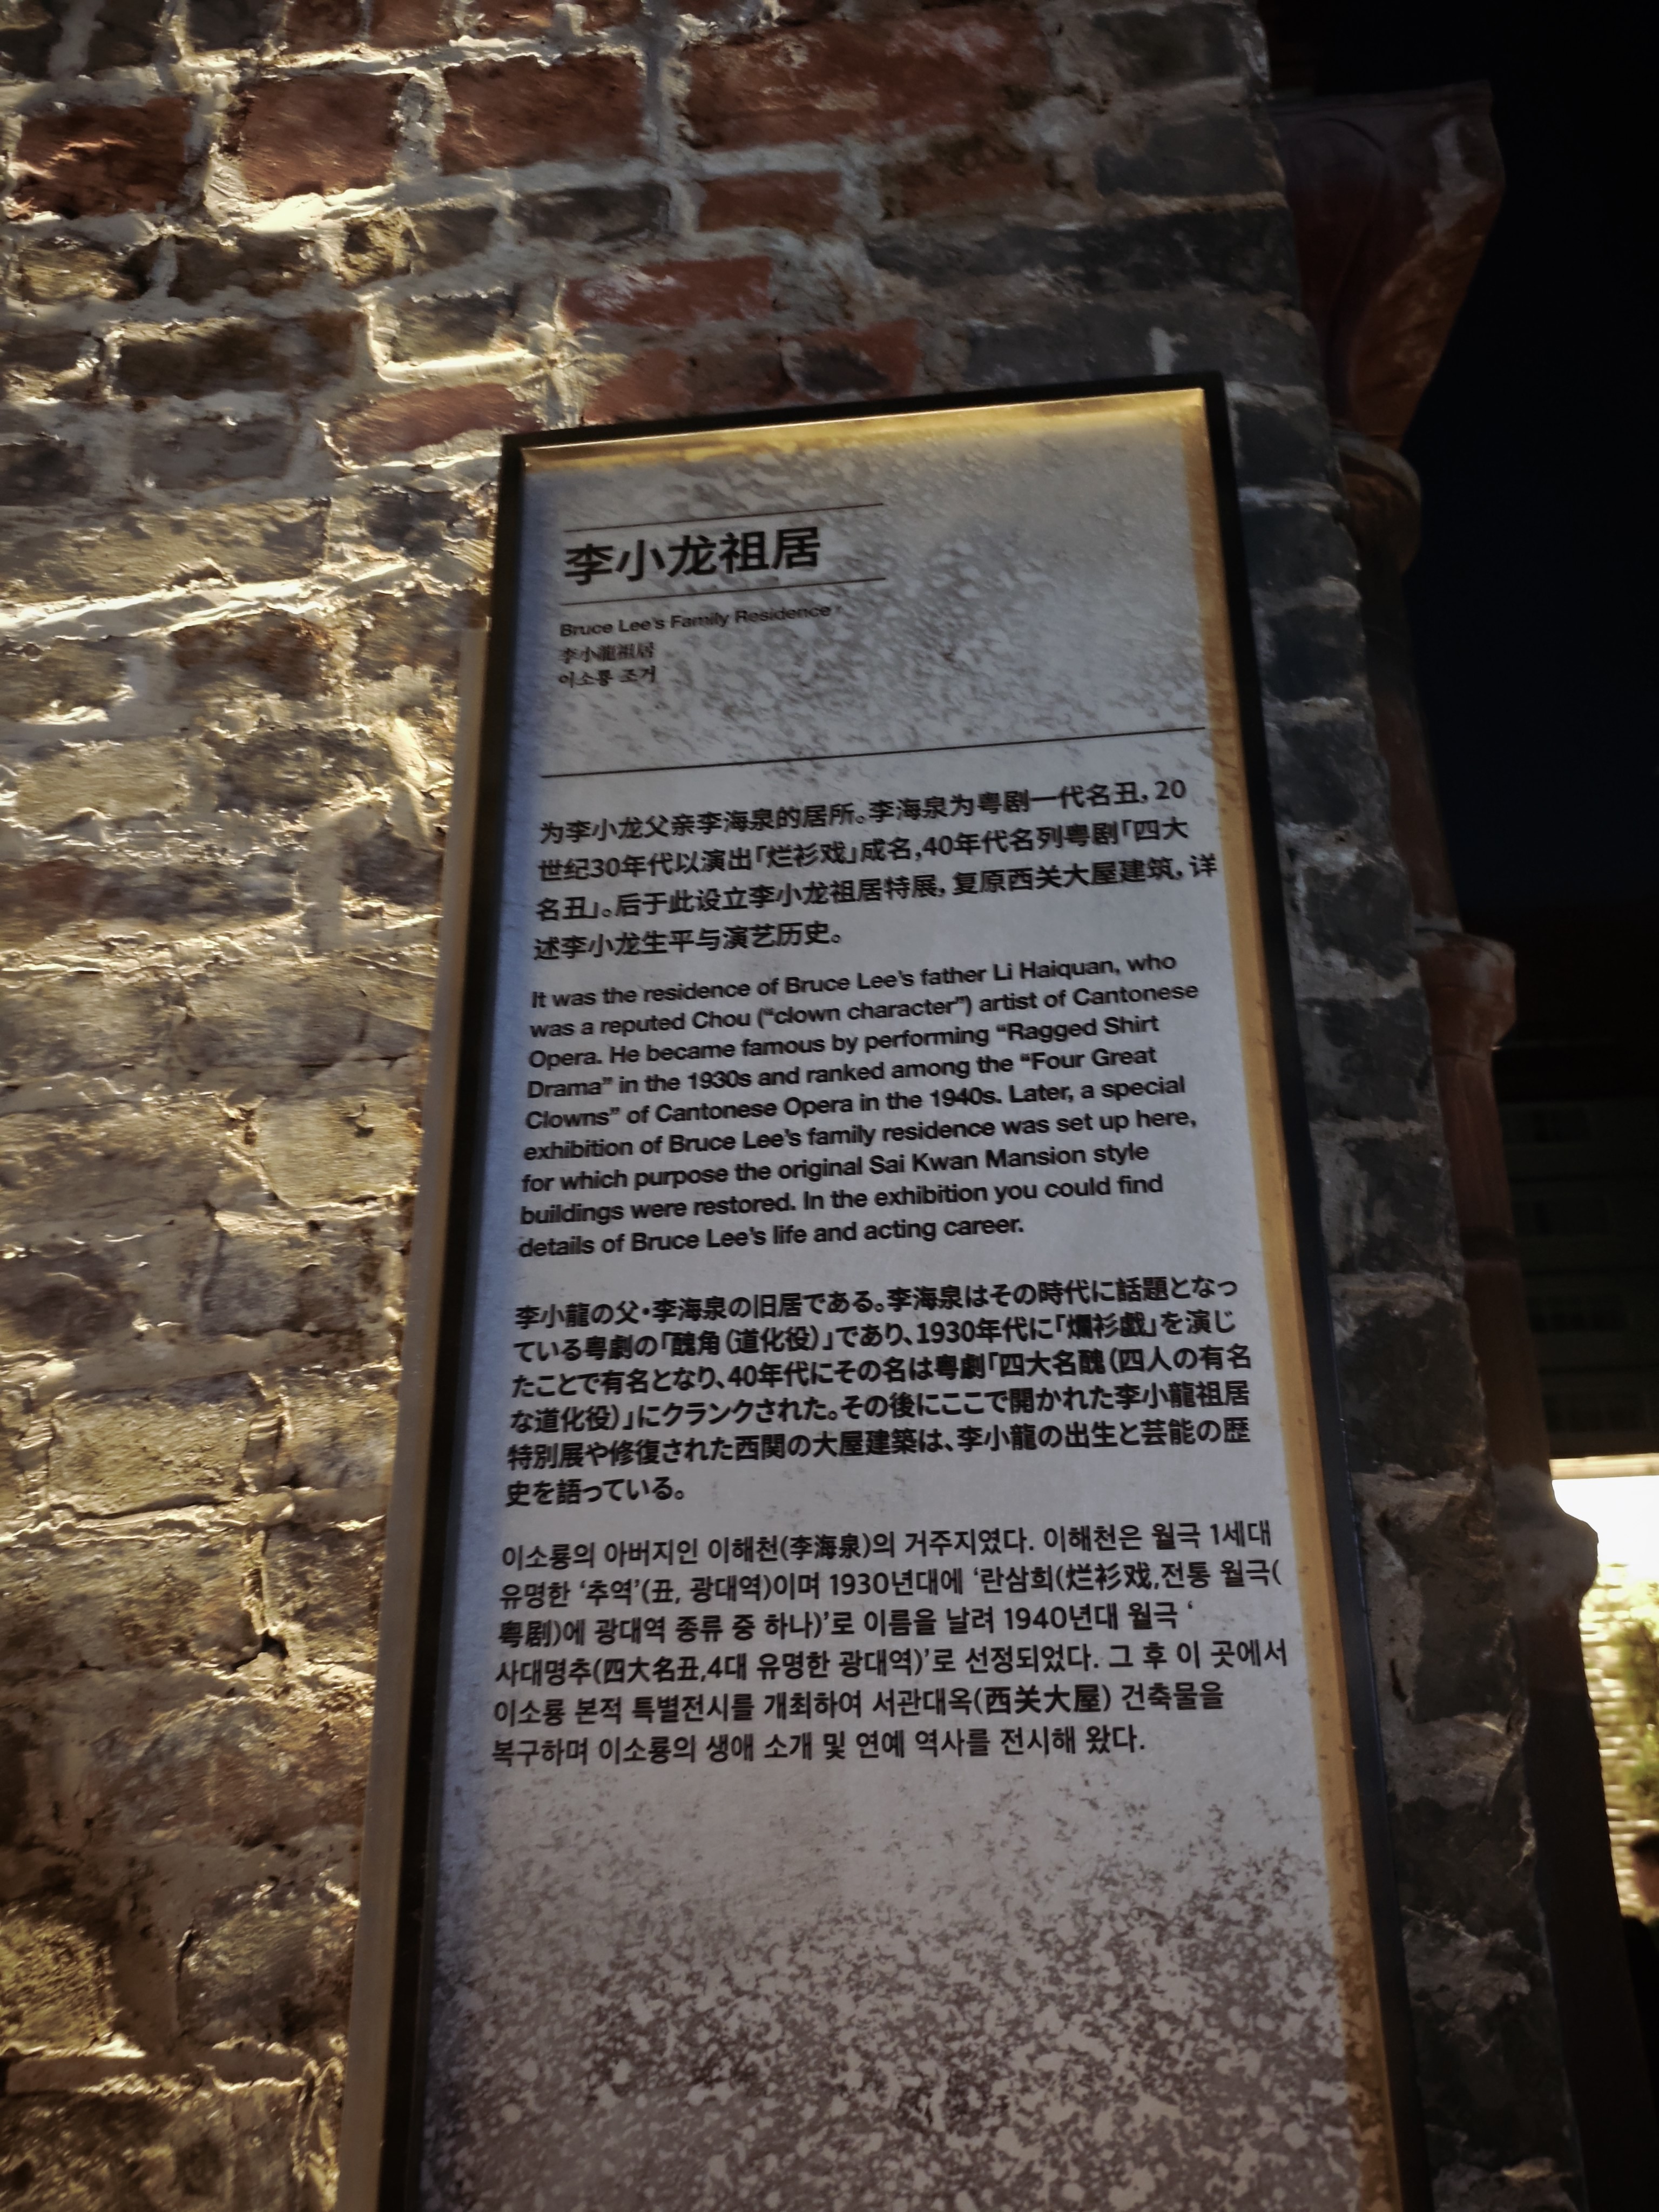 李小龙祖居
Bruce Lee's Family Residence
李小龍祖居
이소룡 조거
为李小龙父亲李海泉的居所。李海泉为粤剧一代名丑，20
世纪30年代以演出「烂衫戏」成名，40年代名列粤剧「四大
名丑」。后于此设立李小龙祖居特展，复原西关大屋建筑，详
述李小龙生平与演艺历史。
It was the residence of Bruce Lee's father Li Haiquan, who
was a reputed Chou ("clown character") artist of Cantonese
Opera. He became famous by performing "Ragged Shirt
Drama" in the 1930s and ranked among the "Four Great
Clowns" of Cantonese Opera in the 1940s. Later, a special
exhibition of Bruce Lee's family residence was set up here,
for which purpose the original Sai Kwan Mansion style
buildings were restored. In the exhibition you could find
details of Bruce Lee's life and acting career.
李小龍の父・李海泉の旧居である。李海泉はその時代に話題となっ
ている粤劇の「醜角（道化役）」であり、1930年代に「爛衫戯」を演じ
たことで有名となり、40年代にその名は粤劇「四大名醜（四人の有名
な道化役）」にクランクされた。その後にここで開かれた李小龍祖居
特別展や修復された西関の大屋建築は、李小龍の出生と芸能の歴
史を語っている。
이소룡의 아버지인 이해천(李海泉)의 거주지였다. 이해천은 월극 1세대
유명한 ‘추역’(丑, 광대역)이며 1930년대에 ‘란삼희(烂衫戏,전통 월극(
粤剧)에 광대역 종류 중 하나)’로 이름을 날려 1940년대 월극 ‘
사대명추(四大名丑,4대 유명한 광대역)’로 선정되었다. 그 후 이 곳에서
이소룡 본적 특별전시를 개최하여 서관대옥(西关大屋) 건축물을
복구하며 이소룡의 생애 소개 및 연예 역사를 전시해 왔다.